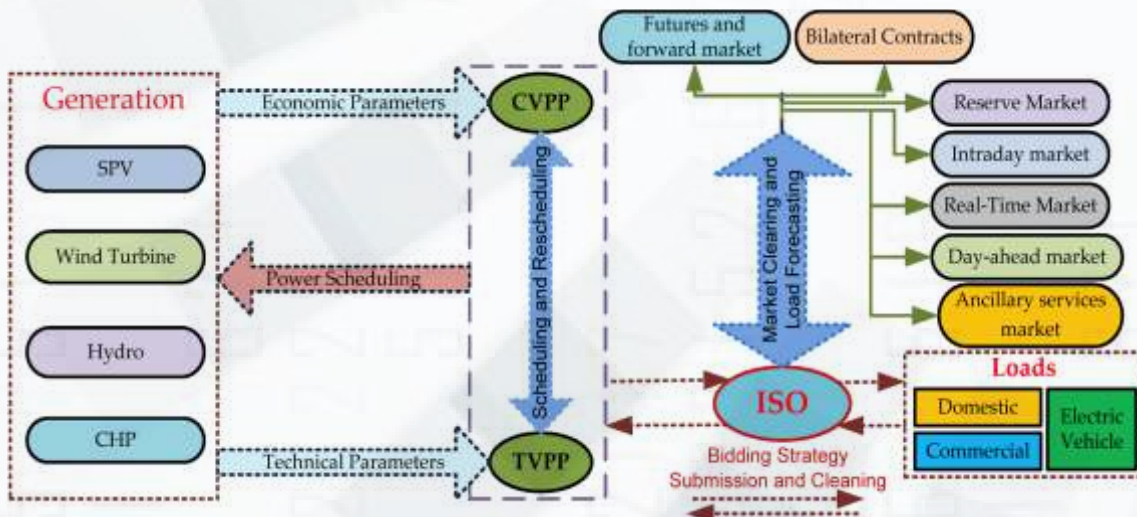 Generation
SPV
Wind Turbine
Hydro
CHP
Economic Parameters
Power Scheduling
Technical Parameters
CVPP
Scheduling and Rescheduling
TVPP
Futures and
forward market
Bilateral Contracts
Reserve Market
Intraday market
Real-Time Market
Day-ahead market
Ancillary services
market
Market Clearing and
Load Forecasting
ISO
Bidding Strategy
Submission and Cleaning
Loads
Domestic
Commercial
Electric
Vehicle